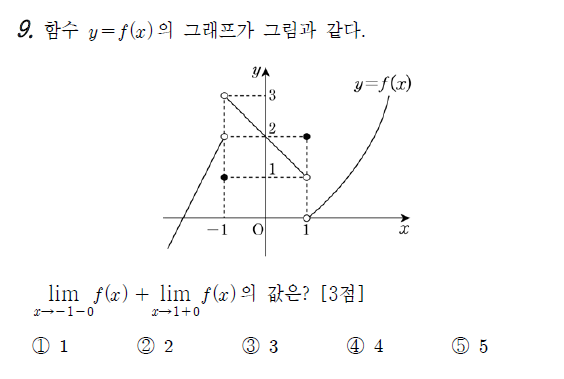 9. 함수 y=f(x)의 그래프가 그림과 같다.
y
3
y=f(x)
2
1
-1 O 1 x
lim f(x) + lim f(x)의 값은? [3점]
x→-1-0 x→1+0
① 1 ② 2 ③ 3 ④ 4 ⑤ 5